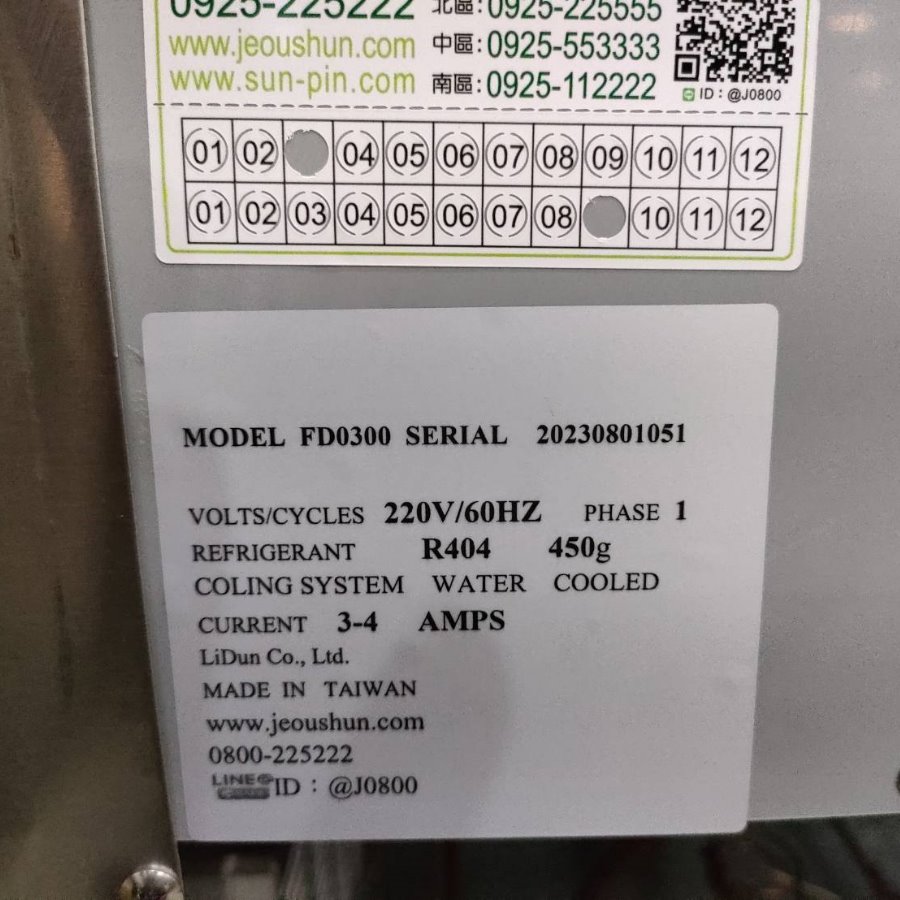 0925-225222 北區:0925-225555
www.jeoushun.com 中區:0925-553333
www.sun-pin.com 南區:0925-112222
ID : @J0800
01 02 04 05 06 07 08 09 10 11 12
01 02 03 04 05 06 07 08 10 11 12
MODEL FD0300 SERIAL 20230801051
VOLTS/CYCLES 220V/60HZ PHASE 1
REFRIGERANT R404 450g
COLING SYSTEM WATER COOLED
CURRENT 3-4 AMPS
LiDun Co., Ltd.
MADE IN TAIWAN
www.jeoushun.com
0800-225222
LINE ID : @J0800